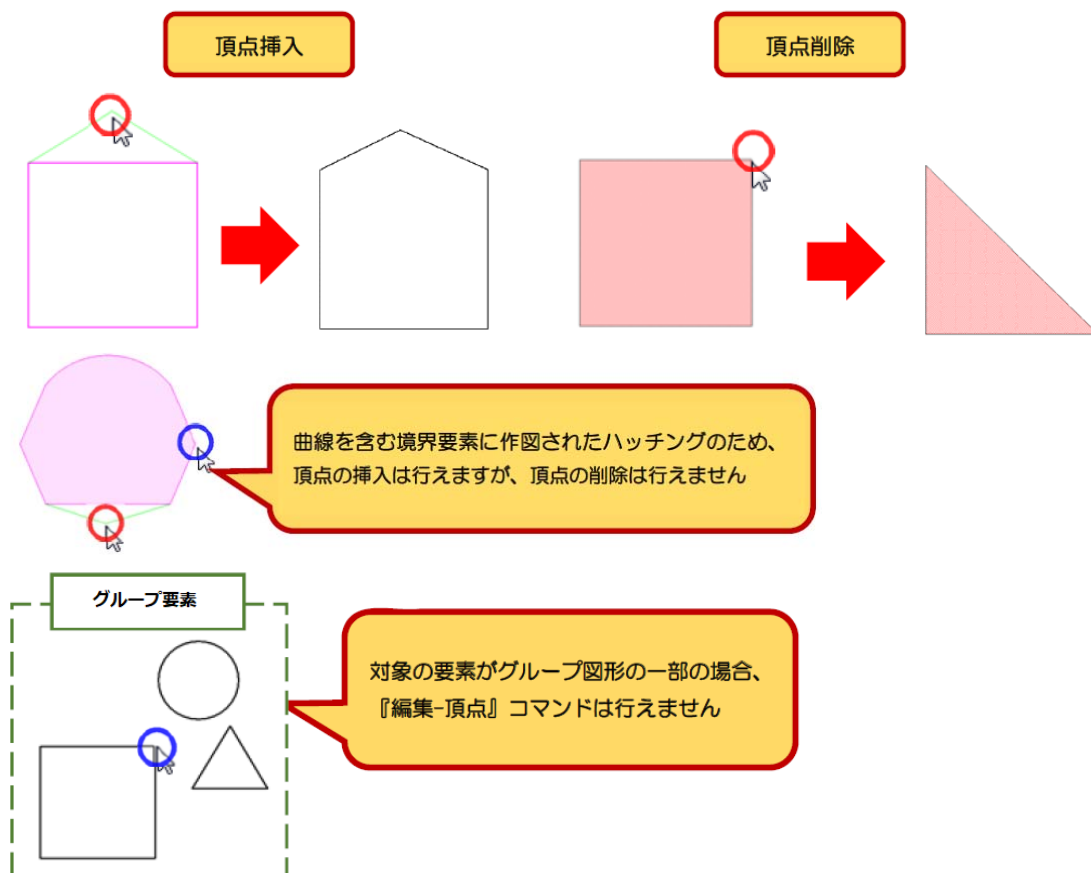 頂点挿入
頂点削除
曲線を含む境界要素に作図されたハッチングのため、
頂点の挿入は行えますが、頂点の削除は行えません
グループ要素
対象の要素がグループ図形の一部の場合、
『編集-頂点』コマンドは行えません